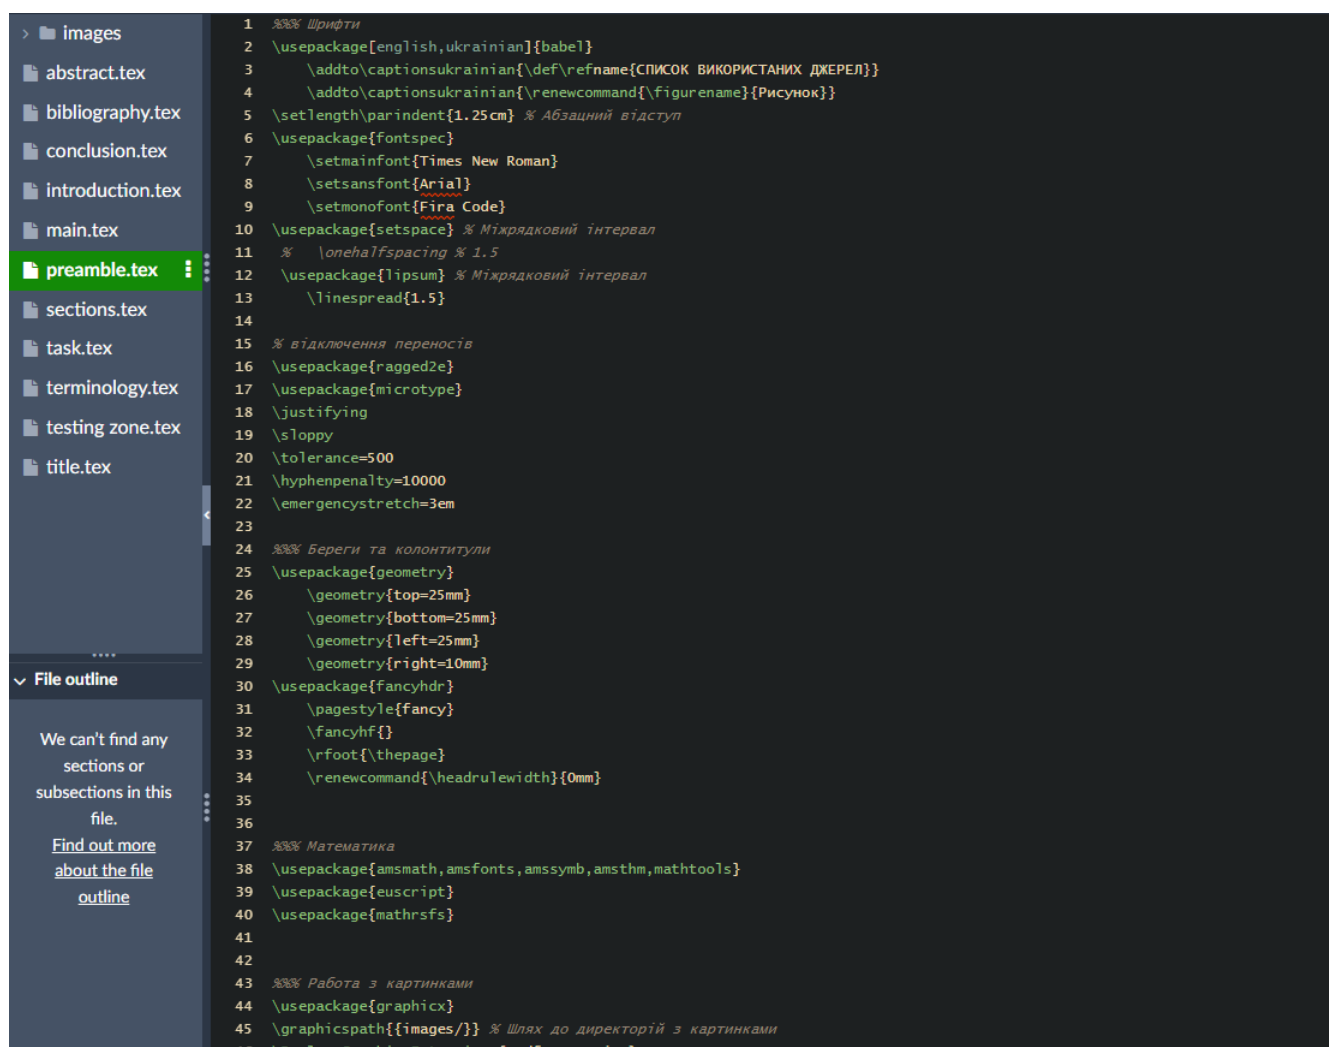 images
abstract.tex
bibliography.tex
conclusion.tex
introduction.tex
main.tex
preamble.tex
sections.tex
task.tex
terminology.tex
testing zone.tex
title.tex
File outline
We can't find any
sections or
subsections in this
file.
Find out more
about the file
outline
1 %%% Шрифти
2 \usepackage[english,ukrainian]{babel}
3 \addto\captionsukrainian{\def\refname{СПИСОК ВИКОРИСТАНИХ ДЖЕРЕЛ}}
4 \addto\captionsukrainian{\renewcommand{\figurename}{Рисунок}}
5 \setlength\parindent{1.25cm} % Абзацний відступ
6 \usepackage{fontspec}
7 \setmainfont{Times New Roman}
8 \setsansfont{Arial}
9 \setmonofont{Fira Code}
10 \usepackage{setspace} % Міжрядковий інтервал
11 % \onehalfspacing % 1.5
12 \usepackage{lipsum} % Міжрядковий інтервал
13 \linespread{1.5}
14
15 % відключення переносів
16 \usepackage{ragged2e}
17 \usepackage{microtype}
18 \justifying
19 \sloppy
20 \tolerance=500
21 \hyphenpenalty=10000
22 \emergencystretch=3em
23
24 %%% Береги та колонтитули
25 \usepackage{geometry}
26 \geometry{top=25mm}
27 \geometry{bottom=25mm}
28 \geometry{left=25mm}
29 \geometry{right=10mm}
30 \usepackage{fancyhdr}
31 \pagestyle{fancy}
32 \fancyhf{}
33 \rfoot{\thepage}
34 \renewcommand{\headrulewidth}{0mm}
35
36
37 %%% Математика
38 \usepackage{amsmath,amsfonts,amssymb,amsthm,mathtools}
39 \usepackage{euscript}
40 \usepackage{mathrsfs}
41
42
43 %%% Работа з картинками
44 \usepackage{graphicx}
45 \graphicspath{{images/}} % Шлях до директорій з картинками